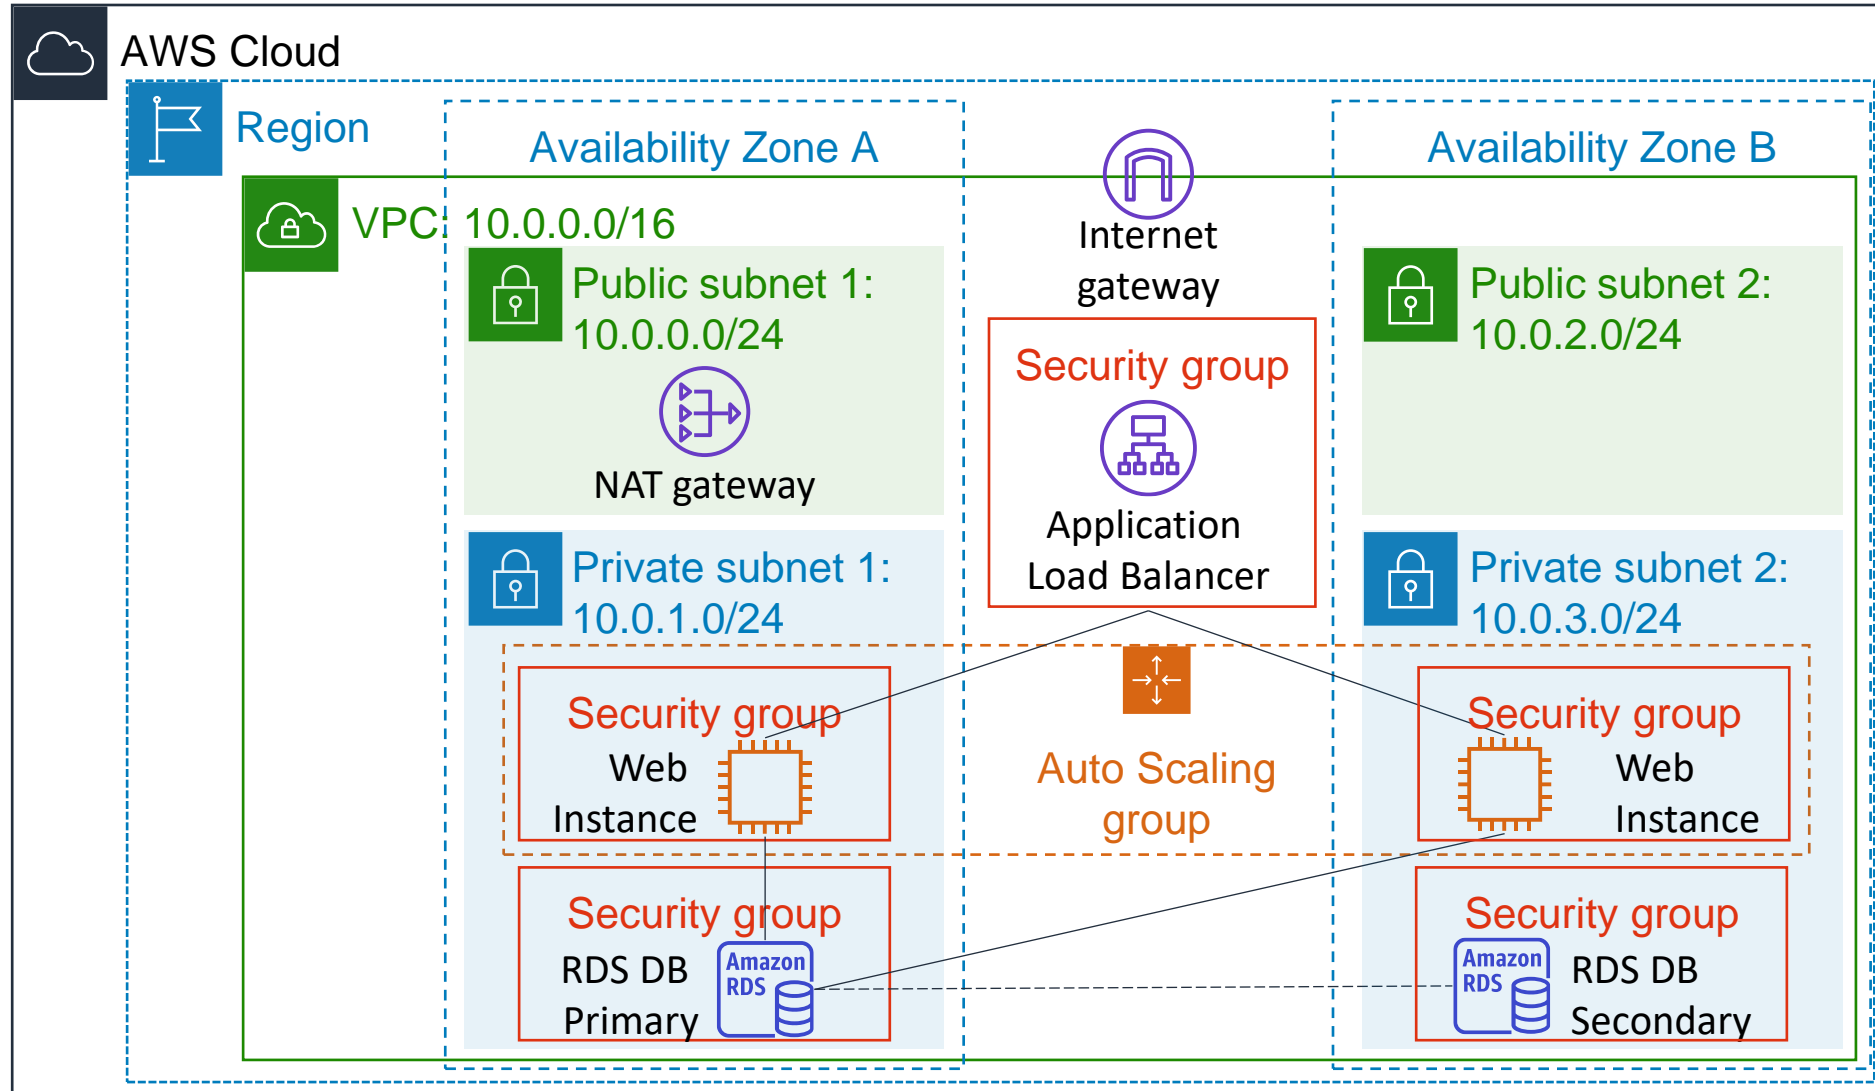 AWS Cloud
Region
Availability Zone A
Availability Zone B
VPC: 10.0.0.0/16
Internet
gateway
Public subnet 1:
10.0.0.0/24
NAT gateway
Security group
Application
Load Balancer
Public subnet 2:
10.0.2.0/24
Private subnet 1:
10.0.1.0/24
Private subnet 2:
10.0.3.0/24
Security group
Web
Instance
Auto Scaling
group
Security group
Web
Instance
Security group
RDS DB
Primary
Amazon
RDS
Security group
Amazon
RDS
RDS DB
Secondary